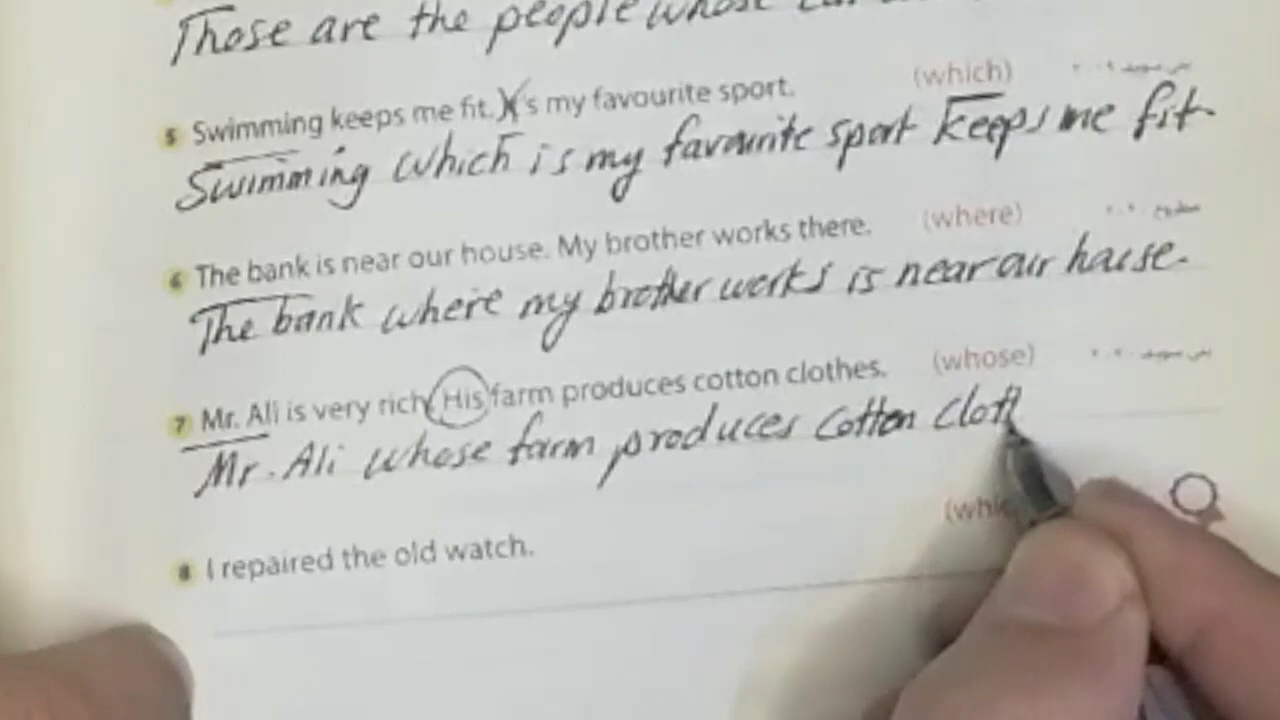 Those are the people whose
5 Swimming keeps me fit. It's my favourite sport. (which)
Swimming which is my favourite sport keeps me fit.
6 The bank is near our house. My brother works there. (where)
The bank where my brother works is near our house.
7 Mr. Ali is very rich. His farm produces cotton clothes. (whose)
Mr. Ali whose farm produces cotton cloth
8 I repaired the old watch. (whic